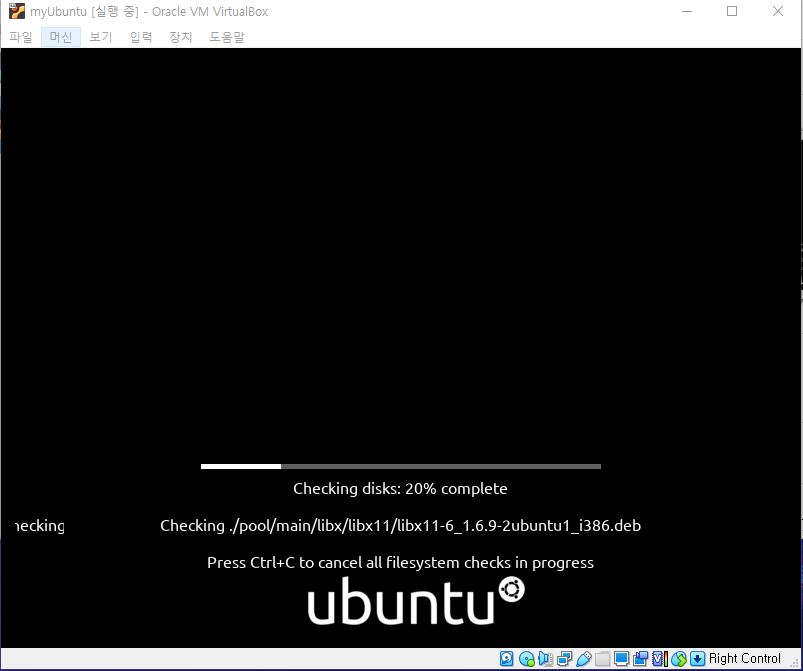 myUbuntu [실행 중] - Oracle VM VirtualBox
파일 머신 보기 입력 장치 도움말
Checking disks: 20% complete
hecking Checking ./pool/main/libx/libx11/libx11-6_1.6.9-2ubuntu1_i386.deb
Press Ctrl+C to cancel all filesystem checks in progress
ubuntu
Right Control